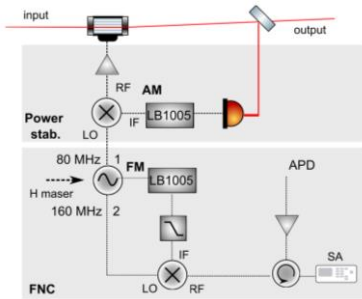 input
output
RF
AM
IF
LB1005
Power
stab.
LO
80 MHz 1
FM
LB1005
APD
H maser
160 MHz 2
SA
IF
LO
RF
FNC